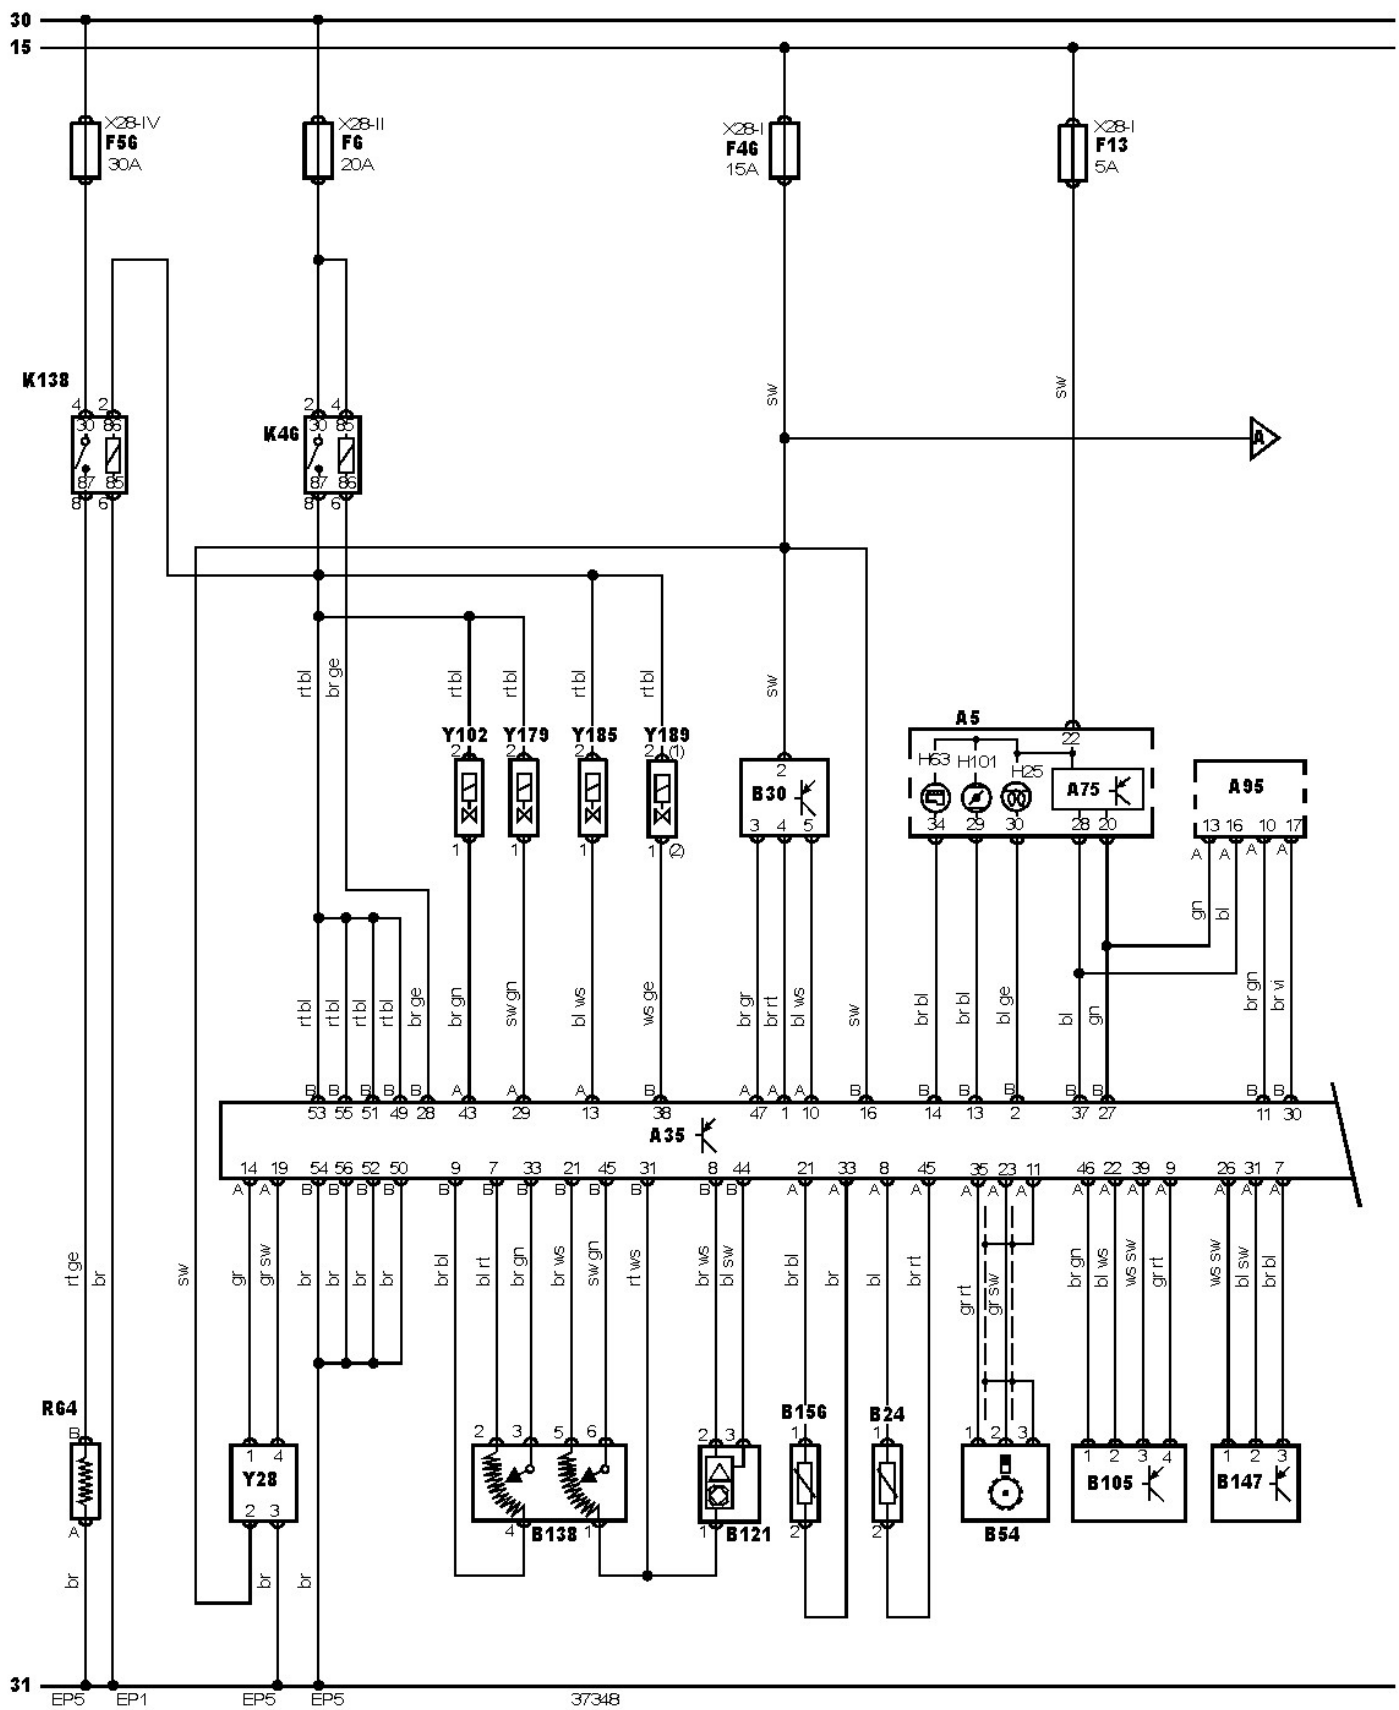 30
15
X28-IV
F56
30A
X28-II
F6
20A
X28-I
F46
15A
X28-I
F13
5A
K138
4 2
30 86
87 85
8 6
K46
2 4
30 85
87 86
8 6
sw
sw
A
rt bl
br ge
rt bl
rt bl
rt bl
rt bl
sw
Y102
2
1
Y179
2
1
Y185
2
1
Y189
2 (1)
1 (2)
B30
2
3 4 5
A5
22
H63 H101 H25
A75
34 29 30 28 20
A95
13 16 10 17
A A A A
gn
bl
rt bl
rt bl
rt bl
rt bl
br ge
br gn
sw gn
bl ws
ws ge
br gr
br rt
bl ws
sw
br bl
br bl
bl ge
bl
gn
br gn
br vi
B B B B B A A A B A A A B B B B B B B B
53 55 51 49 28 43 29 13 38 47 1 10 16 14 13 2 37 27 11 30
A35
14 19 54 56 52 50 9 7 33 21 45 31 8 44 21 33 8 45 35 23 11 46 22 39 9 26 31 7
A A B B B B B B B B B B B B A A A A A A A A A A A A A A
rt ge
br
sw
gr
gr sw
br
br
br
br
br bl
bl rt
br gn
br ws
sw gn
rt ws
br ws
bl sw
br bl
br
bl
br rt
gr rt
gr sw
br gn
bl ws
ws sw
gr rt
ws sw
bl sw
br bl
R64
B
A
Y28
1 4
2 3
B138
2 3 5 6
4 1
B121
2 3
1
B156
1
2
B24
1
2
B54
1 2 3
B105
1 2 3 4
B147
1 2 3
br
br
br
31
EP5 EP1 EP5 EP5 37348